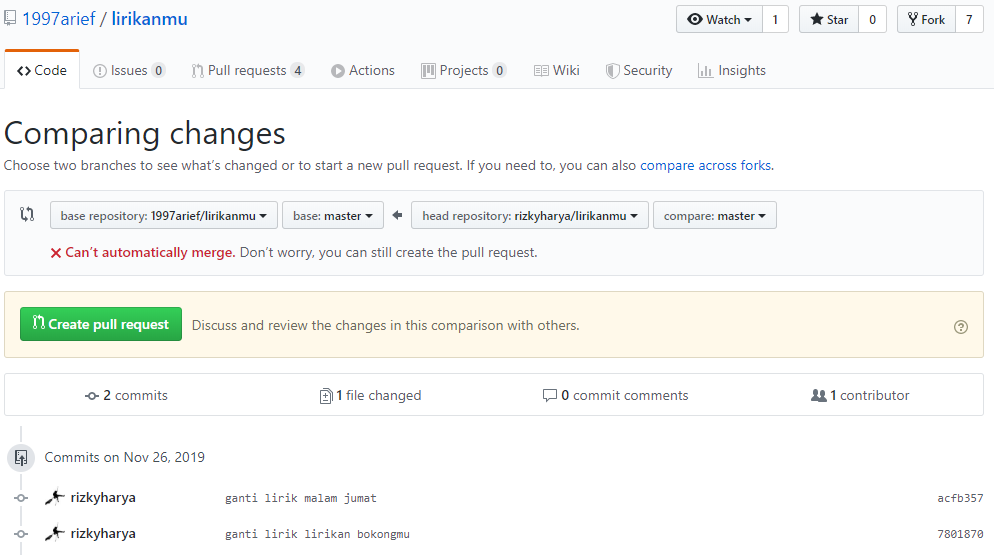 1997arief / lirikanmu Watch 1 Star 0 Fork 7
Code Issues 0 Pull requests 4 Actions Projects 0 Wiki Security Insights
Comparing changes
Choose two branches to see what's changed or to start a new pull request. If you need to, you can also compare across forks.
base repository: 1997arief/lirikanmu base: master head repository: rizkyharya/lirikanmu compare: master
Can't automatically merge. Don't worry, you can still create the pull request.
Create pull request Discuss and review the changes in this comparison with others.
2 commits 1 file changed 0 commit comments 1 contributor
Commits on Nov 26, 2019
rizkyharya ganti lirik malam jumat acfb357
rizkyharya ganti lirik lirikan bokongmu 7801870